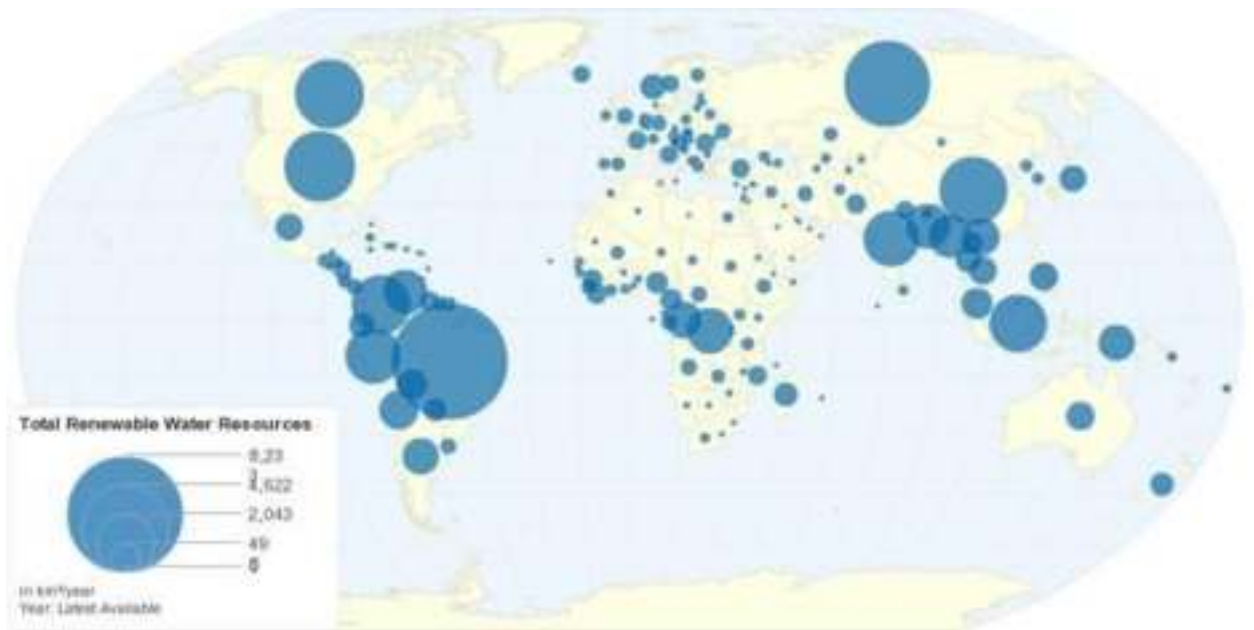 Total Renewable Water Resources
8,23
3
4,622
2,043
49
0
In km³/year
Year: Latest Available